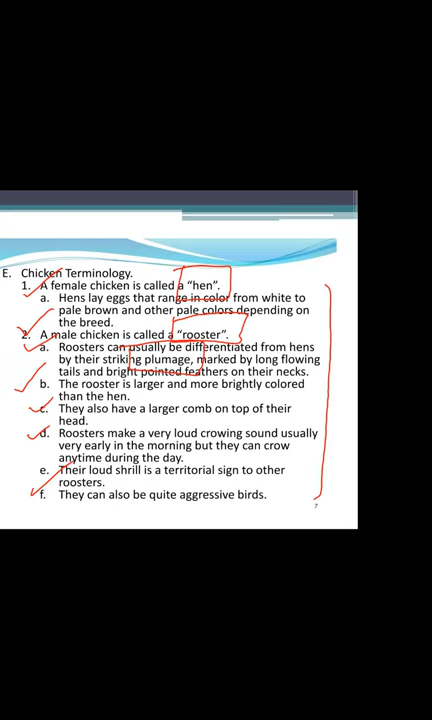 E. Chicken Terminology.
1. A female chicken is called a “hen”.
a. Hens lay eggs that range in color from white to
pale brown and other pale colors depending on
the breed.
2. A male chicken is called a “rooster”.
a. Roosters can usually be differentiated from hens
by their striking plumage, marked by long flowing
tails and bright pointed feathers on their necks.
b. The rooster is larger and more brightly colored
than the hen.
c. They also have a larger comb on top of their
head.
d. Roosters make a very loud crowing sound usually
very early in the morning but they can crow
anytime during the day.
e. Their loud shrill is a territorial sign to other
roosters.
f. They can also be quite aggressive birds.
7